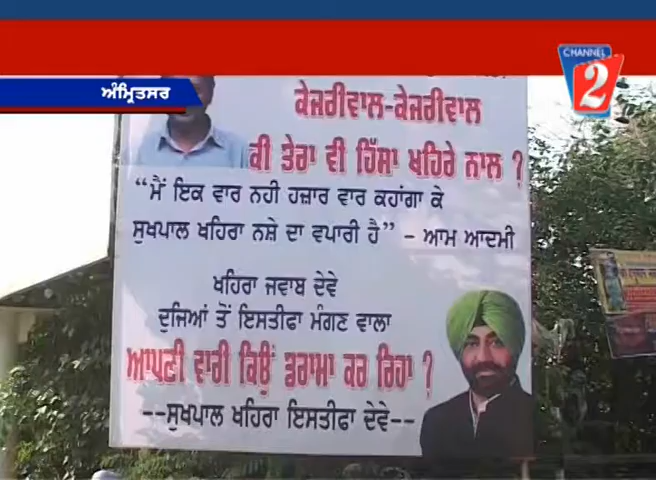 CHANNEL
2
ਅੰਮ੍ਰਿਤਸਰ
ਕੇਜਰੀਵਾਲ-ਕੇਜਰੀਵਾਲ
ਕੀ ਤੇਰਾ ਵੀ ਹਿੱਸਾ ਖਹਿਰੇ ਨਾਲ ?
“ਮੈਂ ਇਕ ਵਾਰ ਨਹੀ ਹਜ਼ਾਰ ਵਾਰ ਕਹਾਂਗਾ ਕੇ
ਸੁਖਪਾਲ ਖਹਿਰਾ ਨਸ਼ੇ ਦਾ ਵਪਾਰੀ ਹੈ” - ਆਮ ਆਦਮੀ
ਖਹਿਰਾ ਜਵਾਬ ਦੇਵੇ
ਦੁਜਿਆਂ ਤੋਂ ਇਸਤੀਫਾ ਮੰਗਣ ਵਾਲਾ
ਆਪਣੀ ਵਾਰੀ ਕਿਉਂ ਡਰਾਮਾ ਕਰ ਰਿਹਾ ?
--ਸੁਖਪਾਲ ਖਹਿਰਾ ਇਸਤੀਫਾ ਦੇਵੇ--